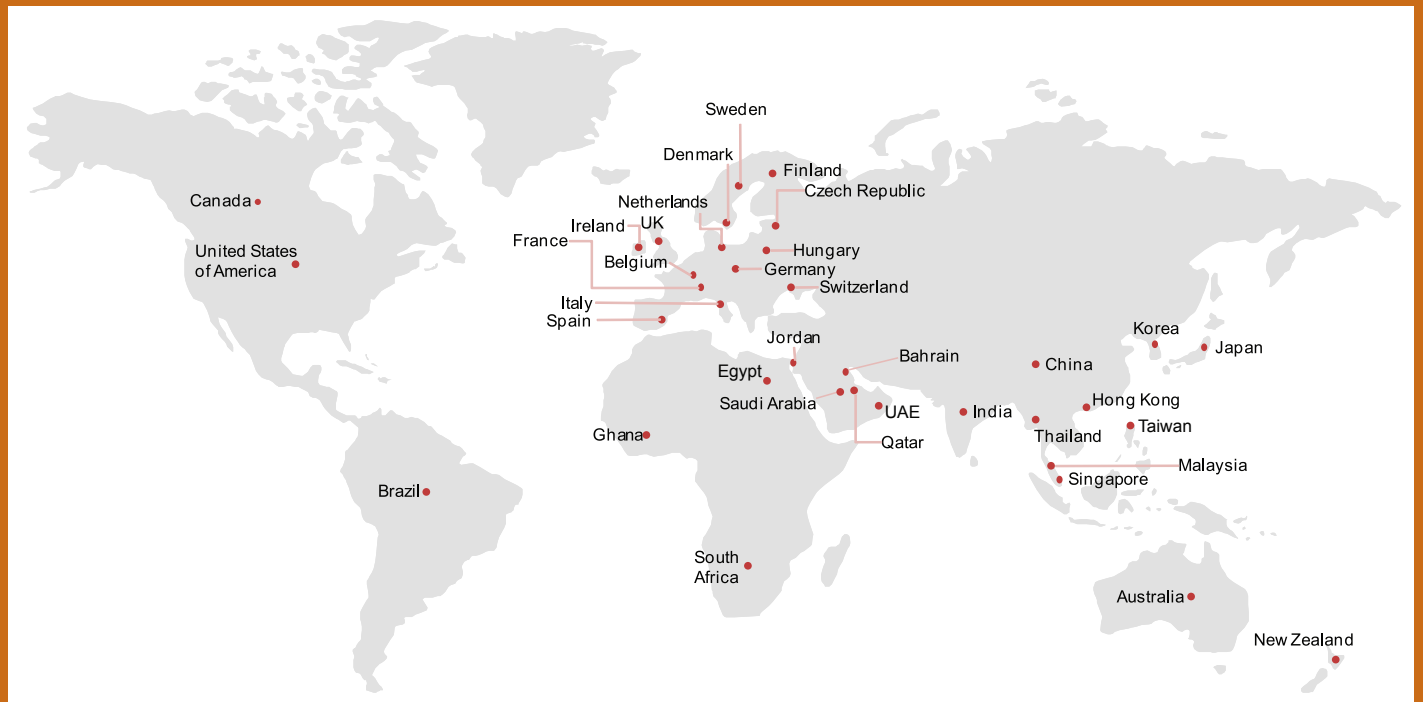 Sweden
Denmark
Finland
Czech Republic
Canada
Netherlands
Ireland
UK
France
United States
of America
Hungary
Belgium
Germany
Switzerland
Italy
Spain
Korea
Jordan
Japan
Bahrain
China
Egypt
Saudi Arabia
Hong Kong
UAE
India
Taiwan
Ghana
Thailand
Qatar
Malaysia
Singapore
Brazil
South
Africa
Australia
New Zealand